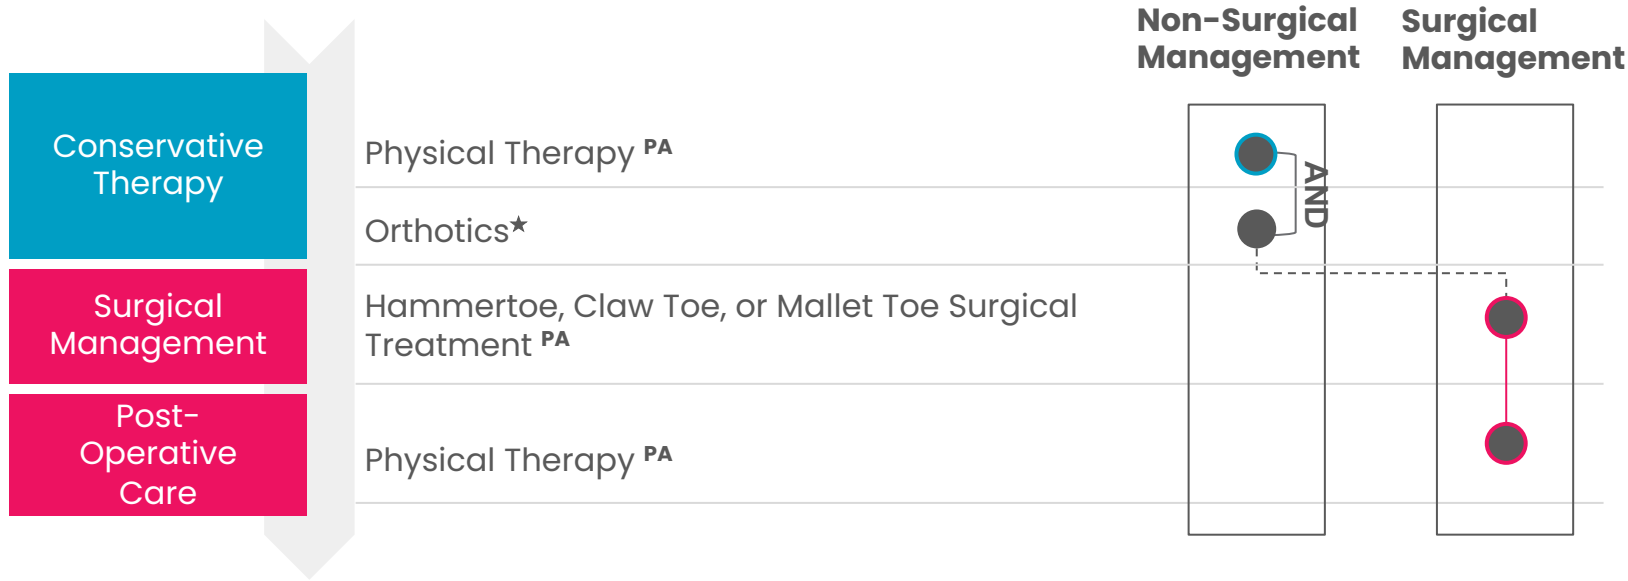 Non-Surgical
Management
Surgical
Management
Conservative
Therapy
Physical Therapy PA
AND
Orthotics★
Surgical
Management
Hammertoe, Claw Toe, or Mallet Toe Surgical
Treatment PA
Post-
Operative
Care
Physical Therapy PA